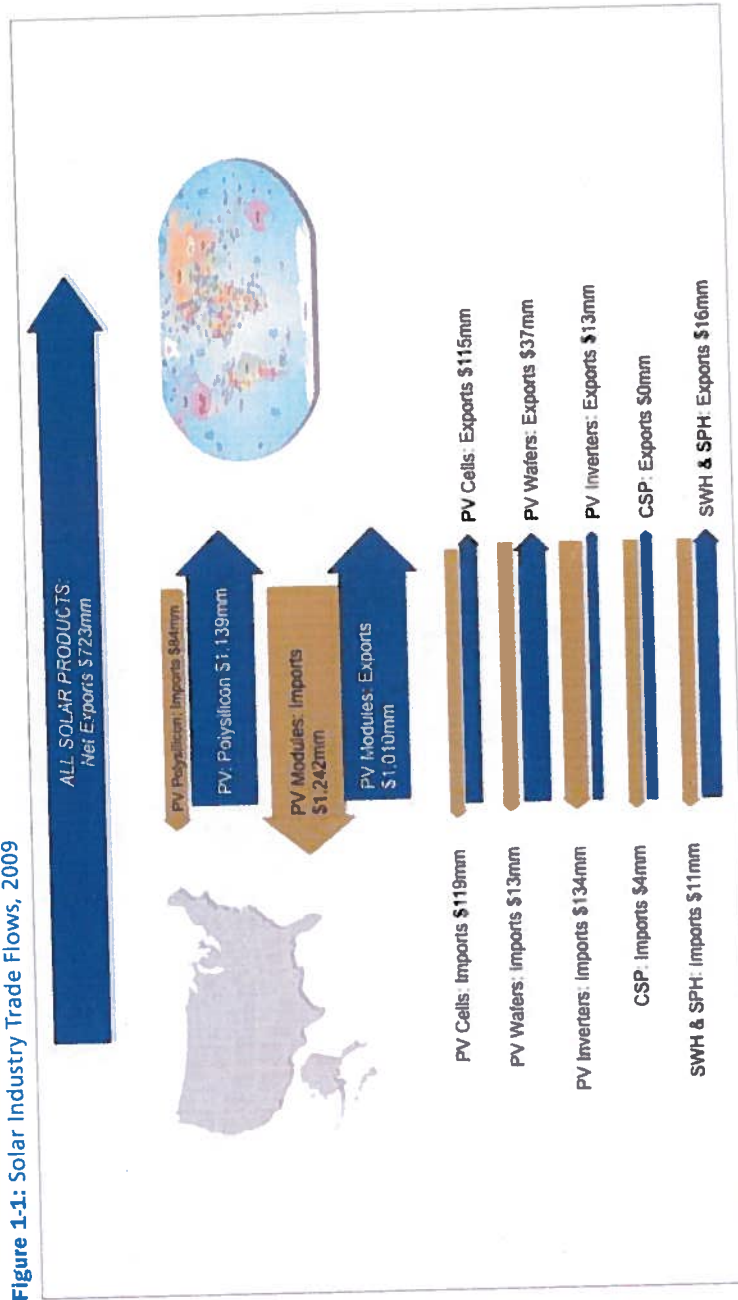 Figure 1-1: Solar Industry Trade Flows, 2009
ALL SOLAR PRODUCTS:
Net Exports $723mm
PV Polysilicon: Imports $84mm
PV: Polysilicon $1,139mm
PV Modules: Imports
$1,242mm
PV Modules: Exports
$1,010mm
PV Cells: Imports $119mm
PV Cells: Exports $115mm
PV Wafers: Imports $13mm
PV Wafers: Exports $37mm
PV Inverters: Imports $134mm
PV Inverters: Exports $13mm
CSP: Imports $4mm
CSP: Exports $0mm
SWH & SPH: Imports $11mm
SWH & SPH: Exports $16mm